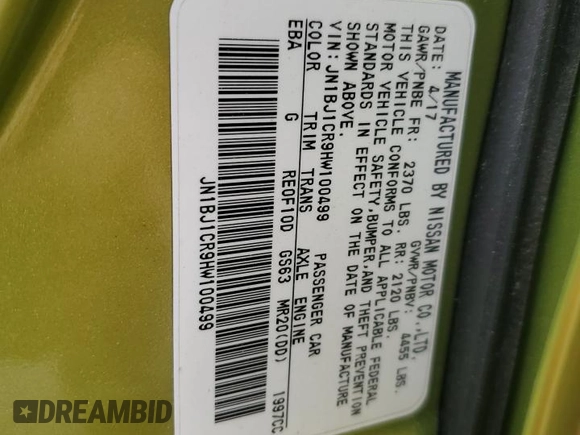 MANUFACTURED BY NISSAN MOTOR CO.,LTD.
DATE: 4/17 GVWR/PNBV: 4455 LBS.
GAWR/PNBE FR: 2370 LBS. RR: 2120 LBS.
THIS VEHICLE CONFORMS TO ALL APPLICABLE FEDERAL
MOTOR VEHICLE SAFETY,BUMPER,AND THEFT PREVENTION
STANDARDS IN EFFECT ON THE DATE OF MANUFACTURE
SHOWN ABOVE.
VIN: JN1BJ1CR9HW100499 PASSENGER CAR
COLOR TRIM TRANS AXLE ENGINE
EBA G RE0F10D GS63 MR20(DD) 1997CC
JN1BJ1CR9HW100499
DREAMBID